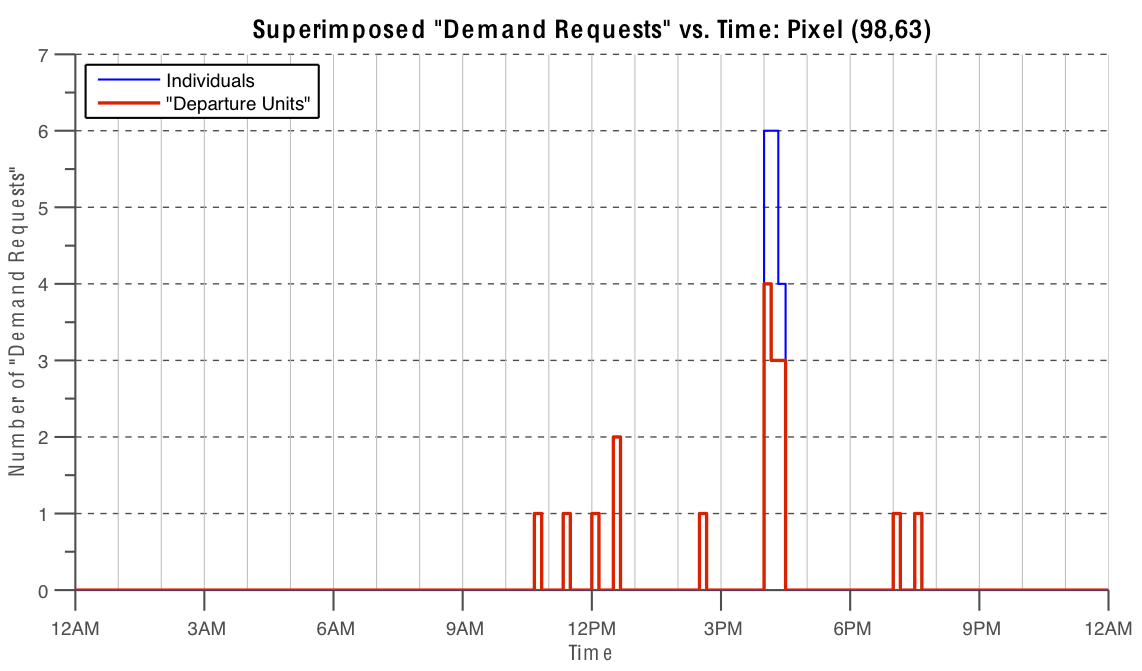 Superimposed "Demand Requests" vs. Time: Pixel (98,63)
Individuals
"Departure Units"
Number of "Demand Requests"
7
6
5
4
3
2
1
0
12AM 3AM 6AM 9AM 12PM 3PM 6PM 9PM 12AM
Time